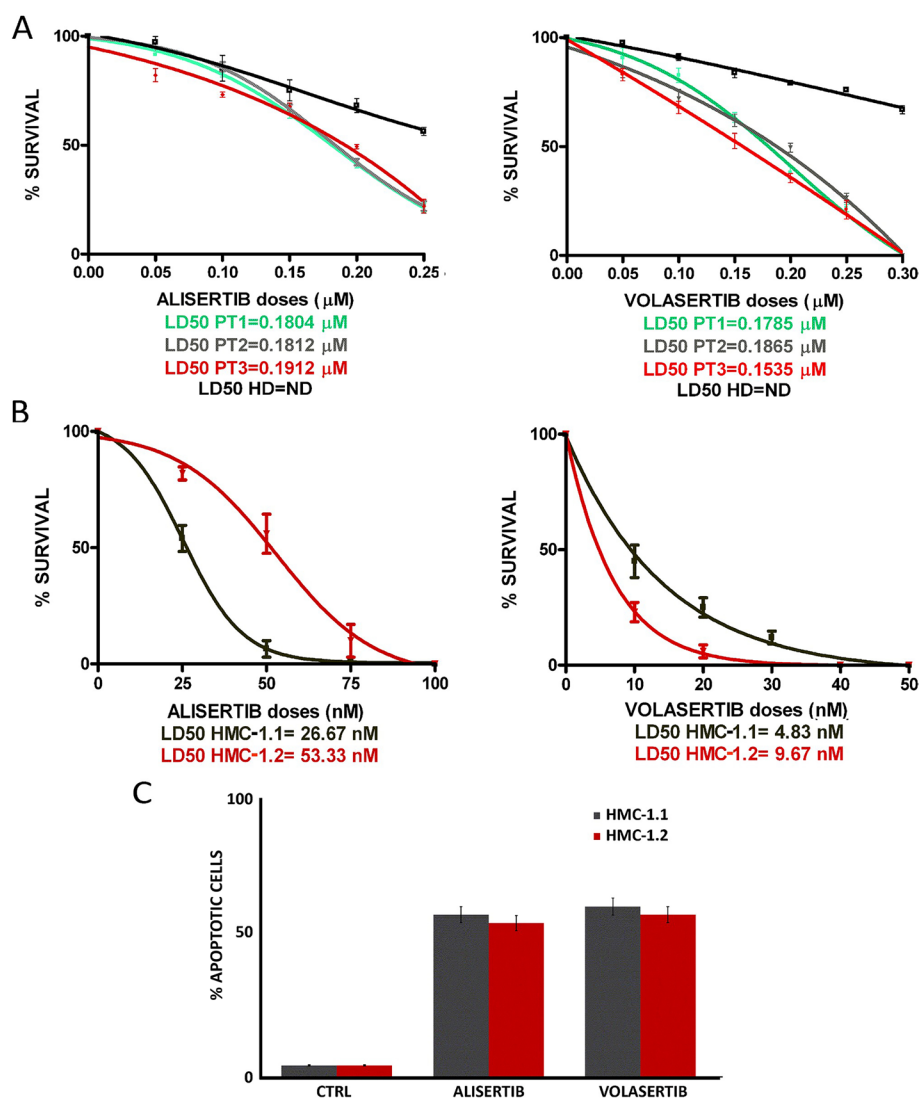 A
100
50
0
% SURVIVAL
0.00 0.05 0.10 0.15 0.20 0.25
ALISERTIB doses (μM)
LD50 PT1=0.1804 μM
LD50 PT2=0.1812 μM
LD50 PT3=0.1912 μM
LD50 HD=ND
100
50
0
% SURVIVAL
0.00 0.05 0.10 0.15 0.20 0.25 0.30
VOLASERTIB doses (μM)
LD50 PT1=0.1785 μM
LD50 PT2=0.1865 μM
LD50 PT3=0.1535 μM
LD50 HD=ND
B
100
50
0
% SURVIVAL
0 25 50 75 100
ALISERTIB doses (nM)
LD50 HMC-1.1= 26.67 nM
LD50 HMC-1.2= 53.33 nM
100
50
0
% SURVIVAL
0 10 20 30 40 50
VOLASERTIB doses (nM)
LD50 HMC-1.1= 4.83 nM
LD50 HMC-1.2= 9.67 nM
C
100
50
0
% APOPTOTIC CELLS
HMC-1.1
HMC-1.2
CTRL ALISERTIB VOLASERTIB